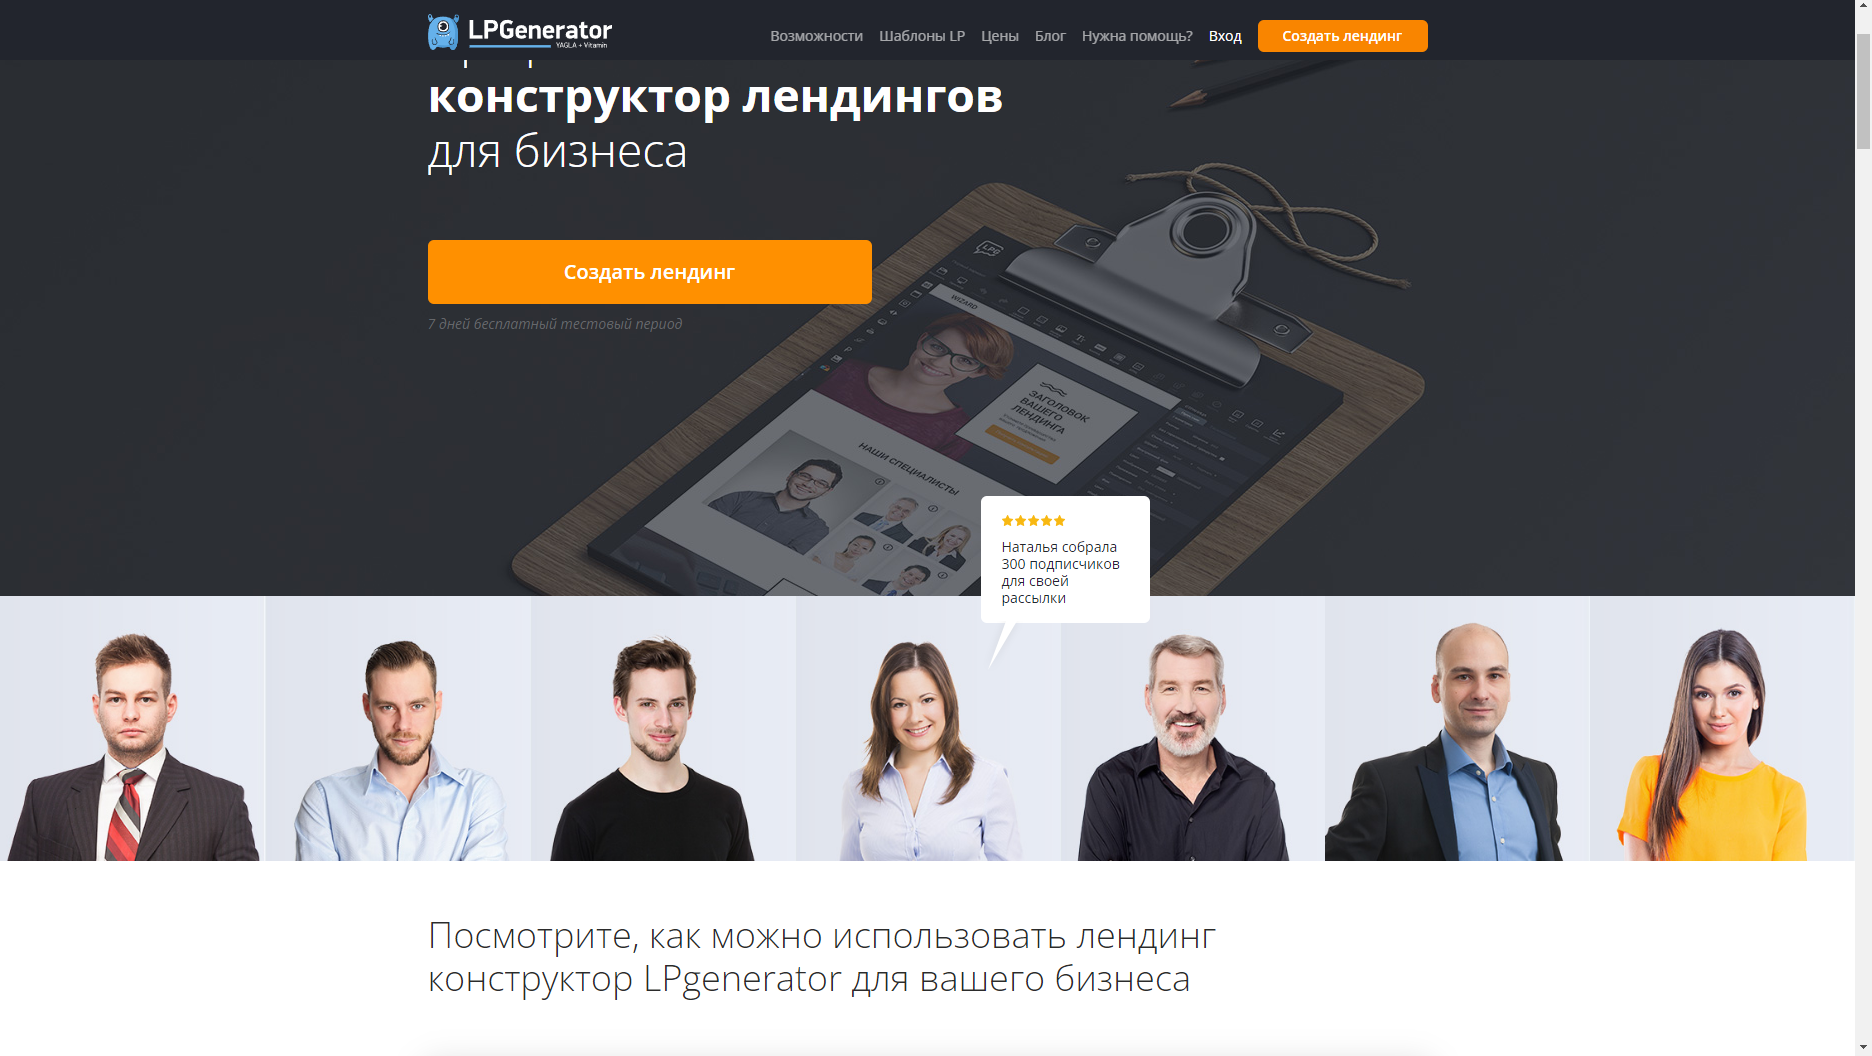 LPGenerator
YAGLA + Vitamin
Возможности
Шаблоны LP
Цены
Блог
Нужна помощь?
Вход
Создать лендинг
конструктор лендингов
для бизнеса
Создать лендинг
7 дней бесплатный тестовый период
LPG
WIZARD
ЗАГОЛОВОК
ВАШЕГО
ЛЕНДИНГА
НАШИ СПЕЦИАЛИСТЫ
Наталья собрала
300 подписчиков
для своей
рассылки
Посмотрите, как можно использовать лендинг
конструктор LPgenerator для вашего бизнеса